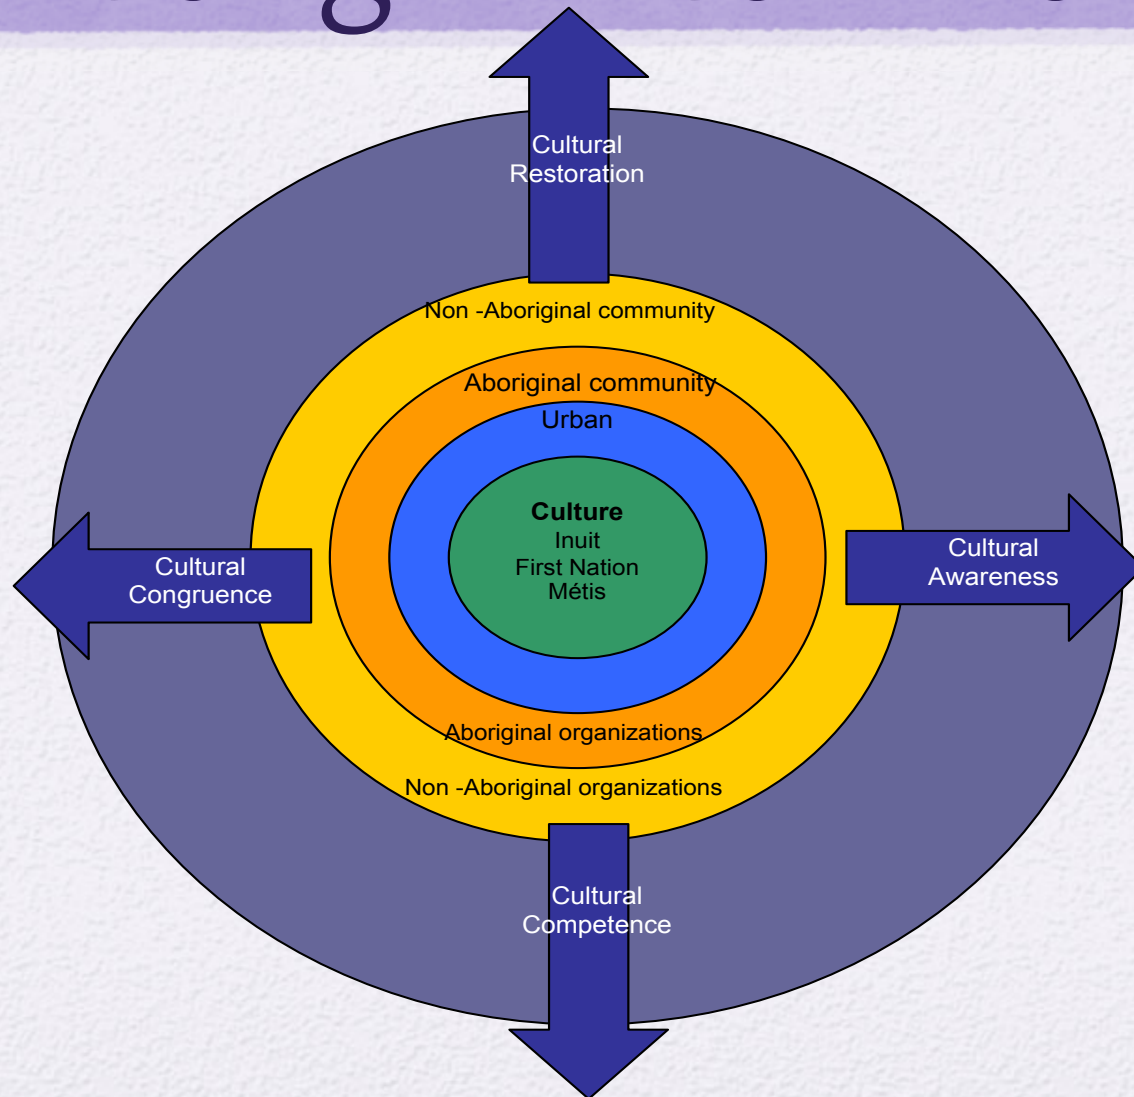 Cultural
Restoration
Non -Aboriginal community
Aboriginal community
Urban
Culture
Inuit
First Nation
Métis
Cultural
Congruence
Cultural
Awareness
Aboriginal organizations
Non -Aboriginal organizations
Cultural
Competence